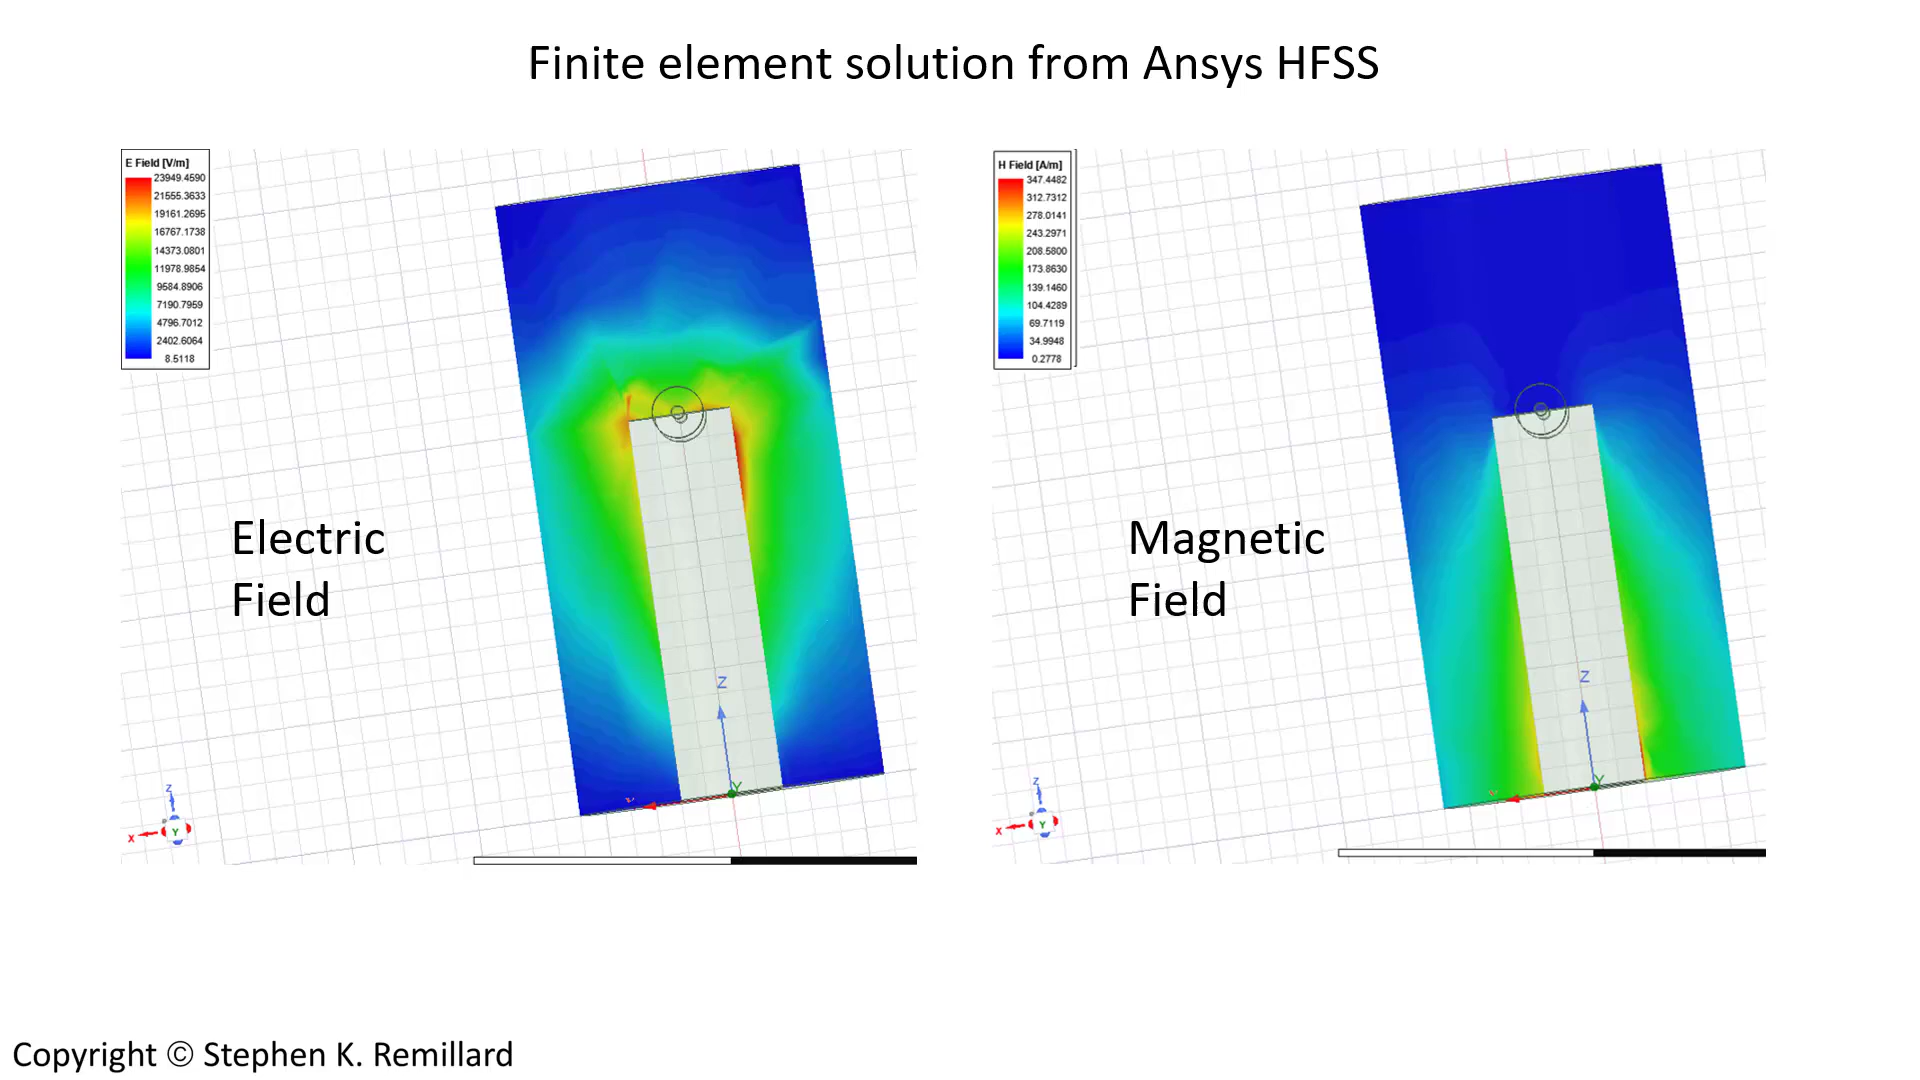 Finite element solution from Ansys HFSS
E Field [V/m]
23949.4590
21555.3633
19161.2695
16767.1738
14373.0801
11978.9854
9584.8906
7190.7959
4796.7012
2402.6064
8.5118
Electric
Field
Z
Y
Z
X
Y
H Field [A/m]
347.4482
312.7312
278.0141
243.2971
208.5800
173.8630
139.1460
104.4289
69.7119
34.9948
0.2778
Magnetic
Field
Z
Y
Z
X
Y
Copyright © Stephen K. Remillard